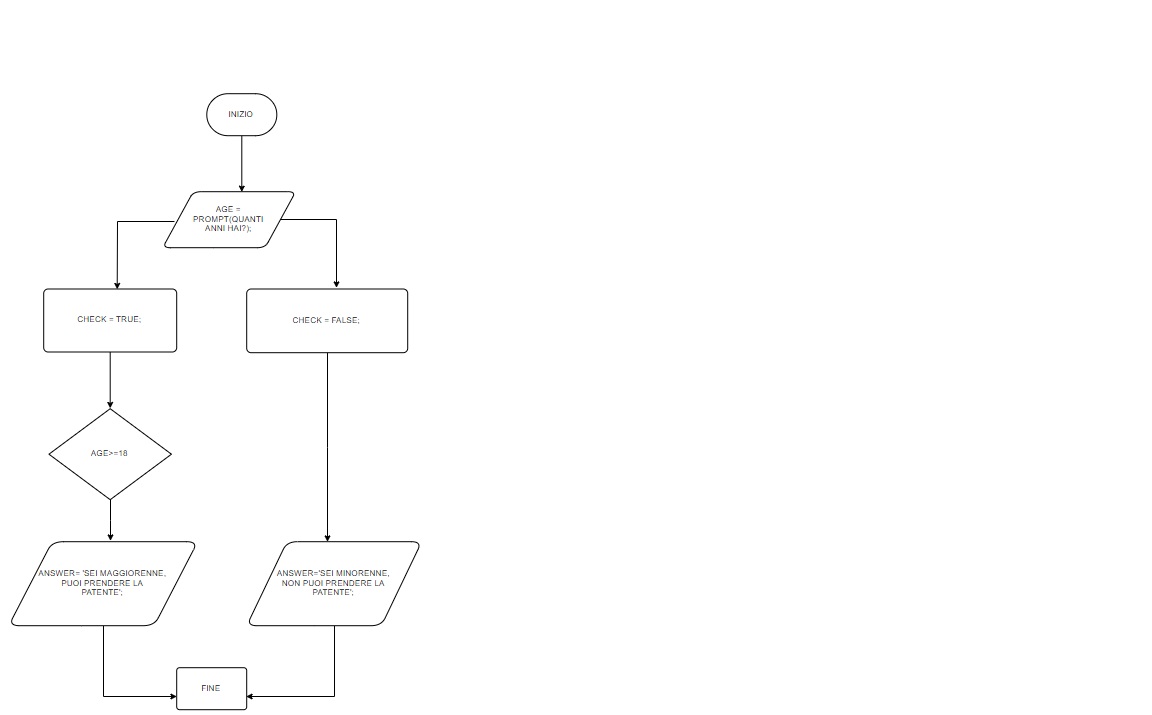 INIZIO
AGE =
PROMPT(QUANTI
ANNI HAI?);
CHECK = TRUE;
CHECK = FALSE;
AGE>=18
ANSWER= 'SEI MAGGIORENNE,
PUOI PRENDERE LA
PATENTE';
ANSWER='SEI MINORENNE,
NON PUOI PRENDERE LA
PATENTE';
FINE